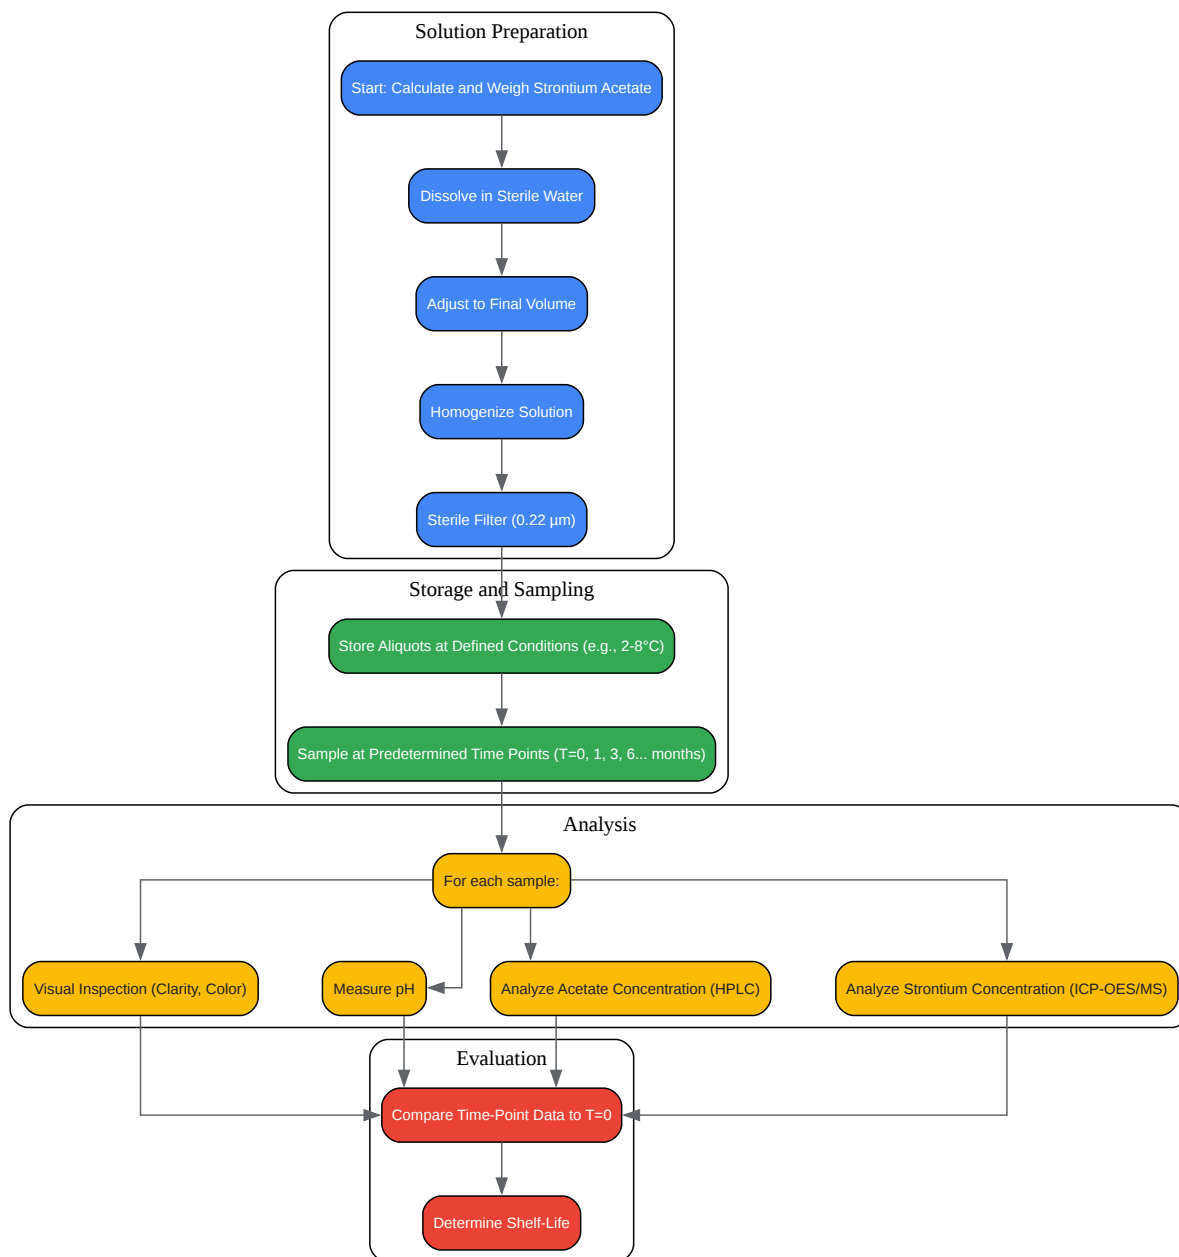 Solution Preparation
Start: Calculate and Weigh Strontium Acetate
Dissolve in Sterile Water
Adjust to Final Volume
Homogenize Solution
Sterile Filter (0.22 µm)
Storage and Sampling
Store Aliquots at Defined Conditions (e.g., 2-8°C)
Sample at Predetermined Time Points (T=0, 1, 3, 6... months)
Analysis
For each sample:
Visual Inspection (Clarity, Color)
Measure pH
Analyze Acetate Concentration (HPLC)
Analyze Strontium Concentration (ICP-OES/MS)
Evaluation
Compare Time-Point Data to T=0
Determine Shelf-Life